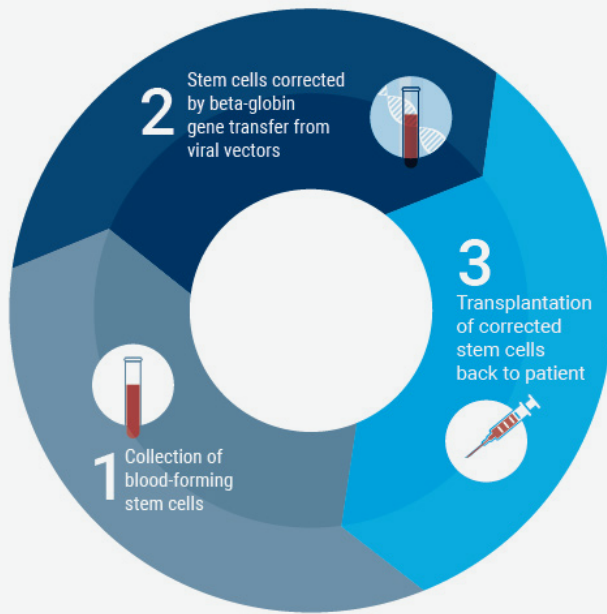 1
Collection of
blood-forming
stem cells
2
Stem cells corrected
by beta-globin
gene transfer from
viral vectors
3
Transplantation
of corrected
stem cells
back to patient